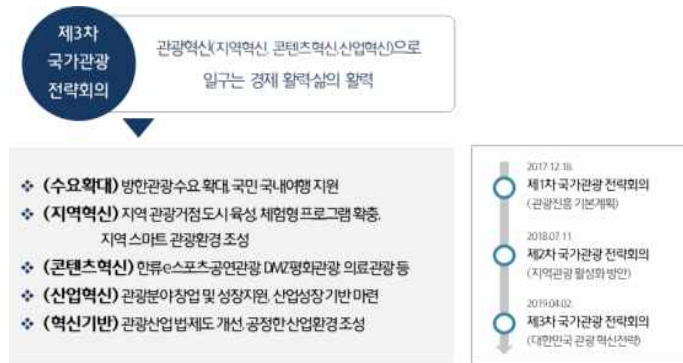 제3차
국가관광
전략회의
관광혁신(지역혁신, 콘텐츠혁신, 산업혁신)으로
일구는 경제 활력·삶의 활력
❖ (수요확대) 방한관광수요 확대, 국민 국내여행 지원
❖ (지역혁신) 지역 관광거점도시 육성, 체험형 프로그램 확충,
지역 스마트 관광환경 조성
❖ (콘텐츠혁신) 한류·e스포츠·공연관광, DMZ평화관광, 의료관광 등
❖ (산업혁신) 관광분야 창업 및 성장지원, 산업성장 기반 마련
❖ (혁신기반) 관광산업 법·제도 개선, 공정한 산업환경 조성
2017.12.18.
제1차 국가관광 전략회의
(관광진흥 기본계획)
2018.07.11
제2차 국가관광 전략회의
(지역관광 활성화 방안)
2019.04.02.
제3차 국가관광 전략회의
(대한민국 관광 혁신전략)